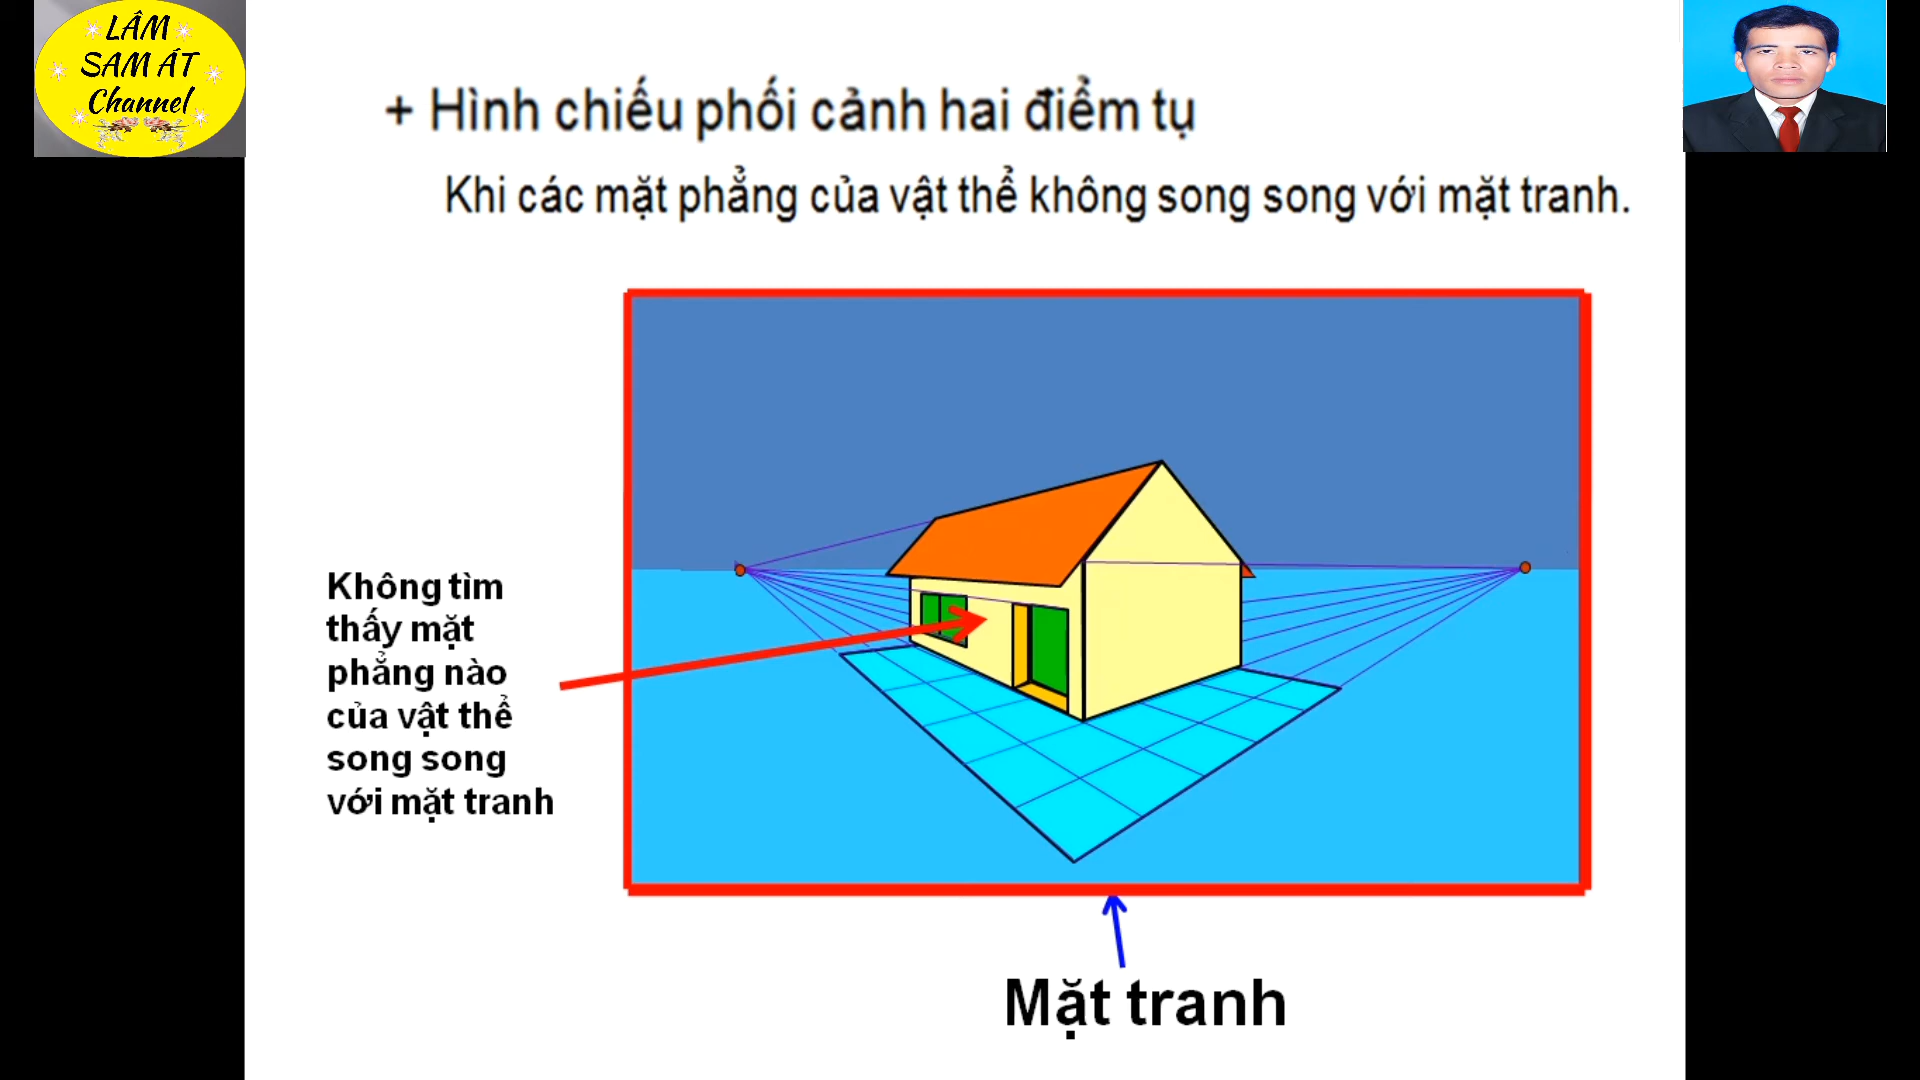 LÂM
SAM ÁT
Channel
+ Hình chiếu phối cảnh hai điểm tụ
Khi các mặt phẳng của vật thể không song song với mặt tranh.
Không tìm
thấy mặt
phẳng nào
của vật thể
song song
với mặt tranh
Mặt tranh